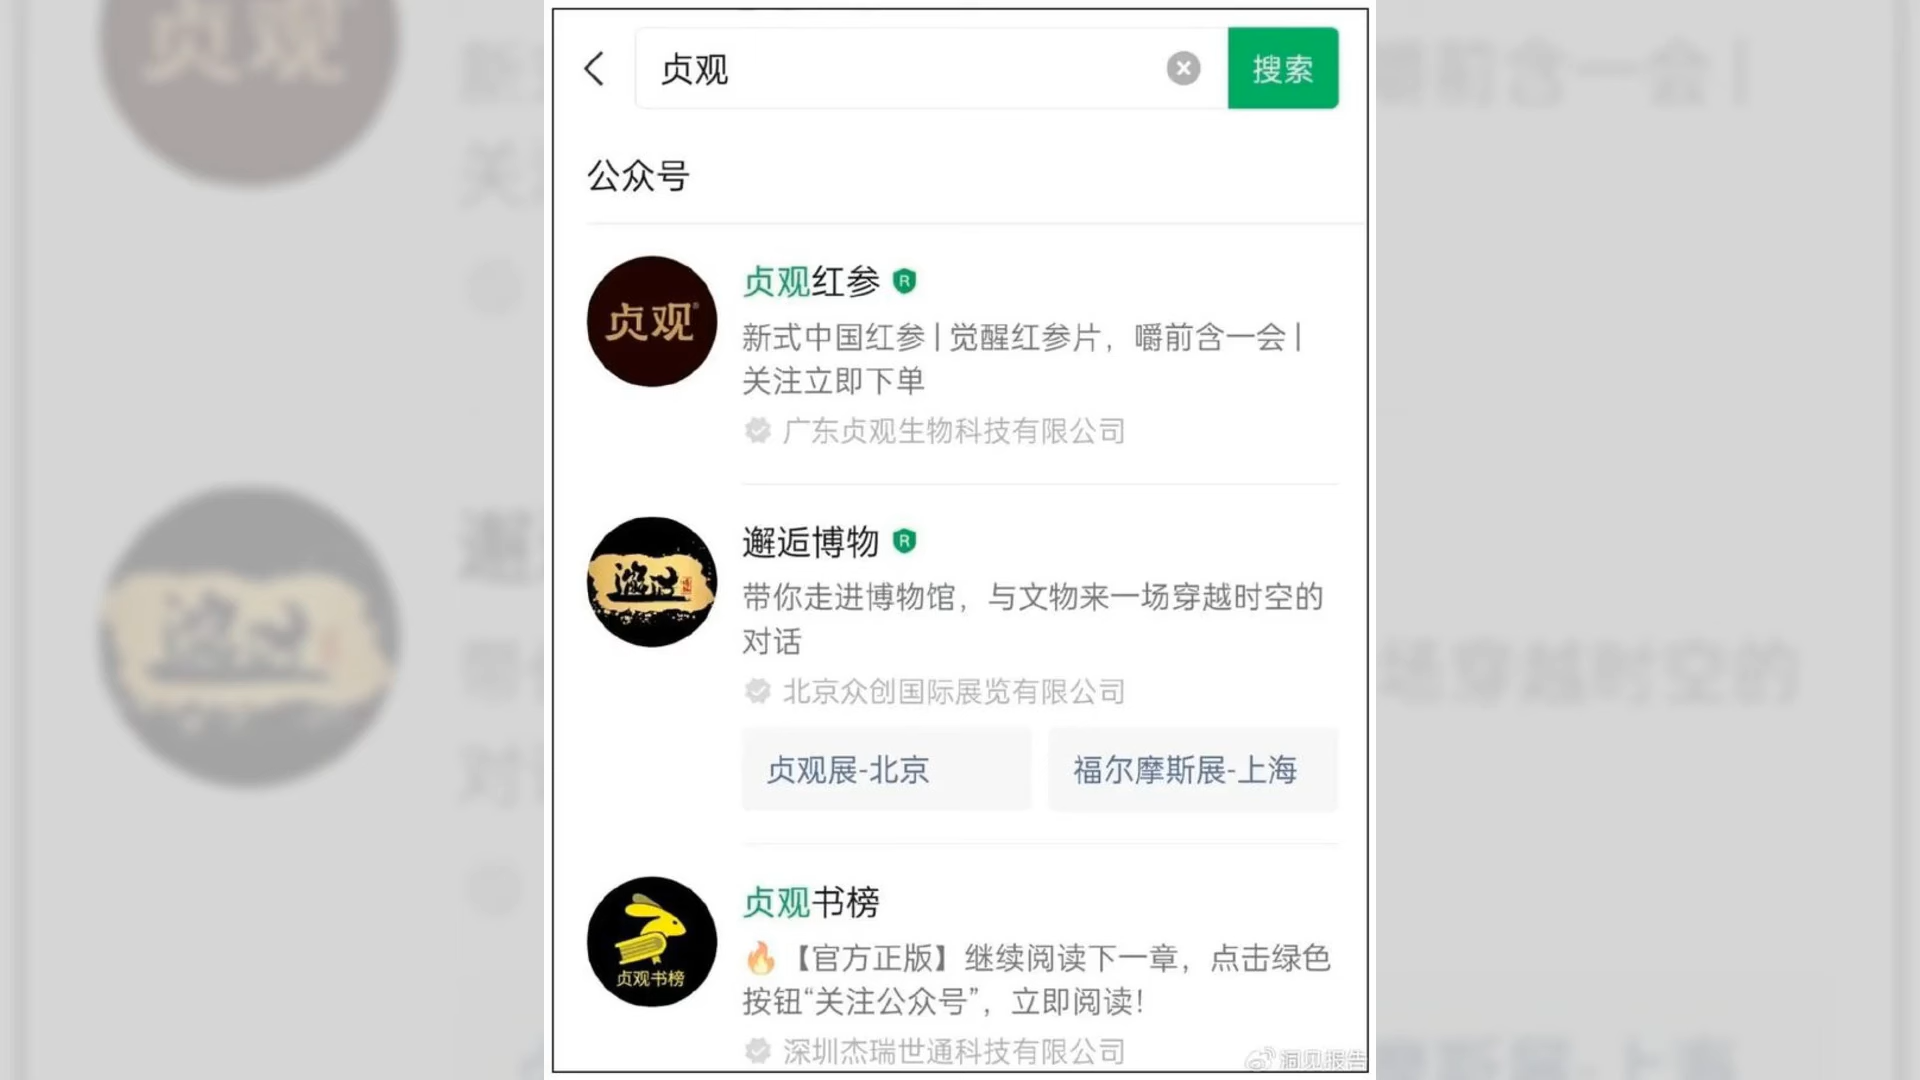 贞观
搜索
公众号
贞观®
贞观红参
新式中国红参 | 觉醒红参片，嚼前含一会 |
关注立即下单
广东贞观生物科技有限公司
邂逅博物
带你走进博物馆，与文物来一场穿越时空的
对话
北京众创国际展览有限公司
贞观展-北京
福尔摩斯展-上海
贞观书榜
贞观书榜
🔥【官方正版】继续阅读下一章，点击绿色
按钮“关注公众号”，立即阅读！
深圳杰瑞世通科技有限公司
洞见报告